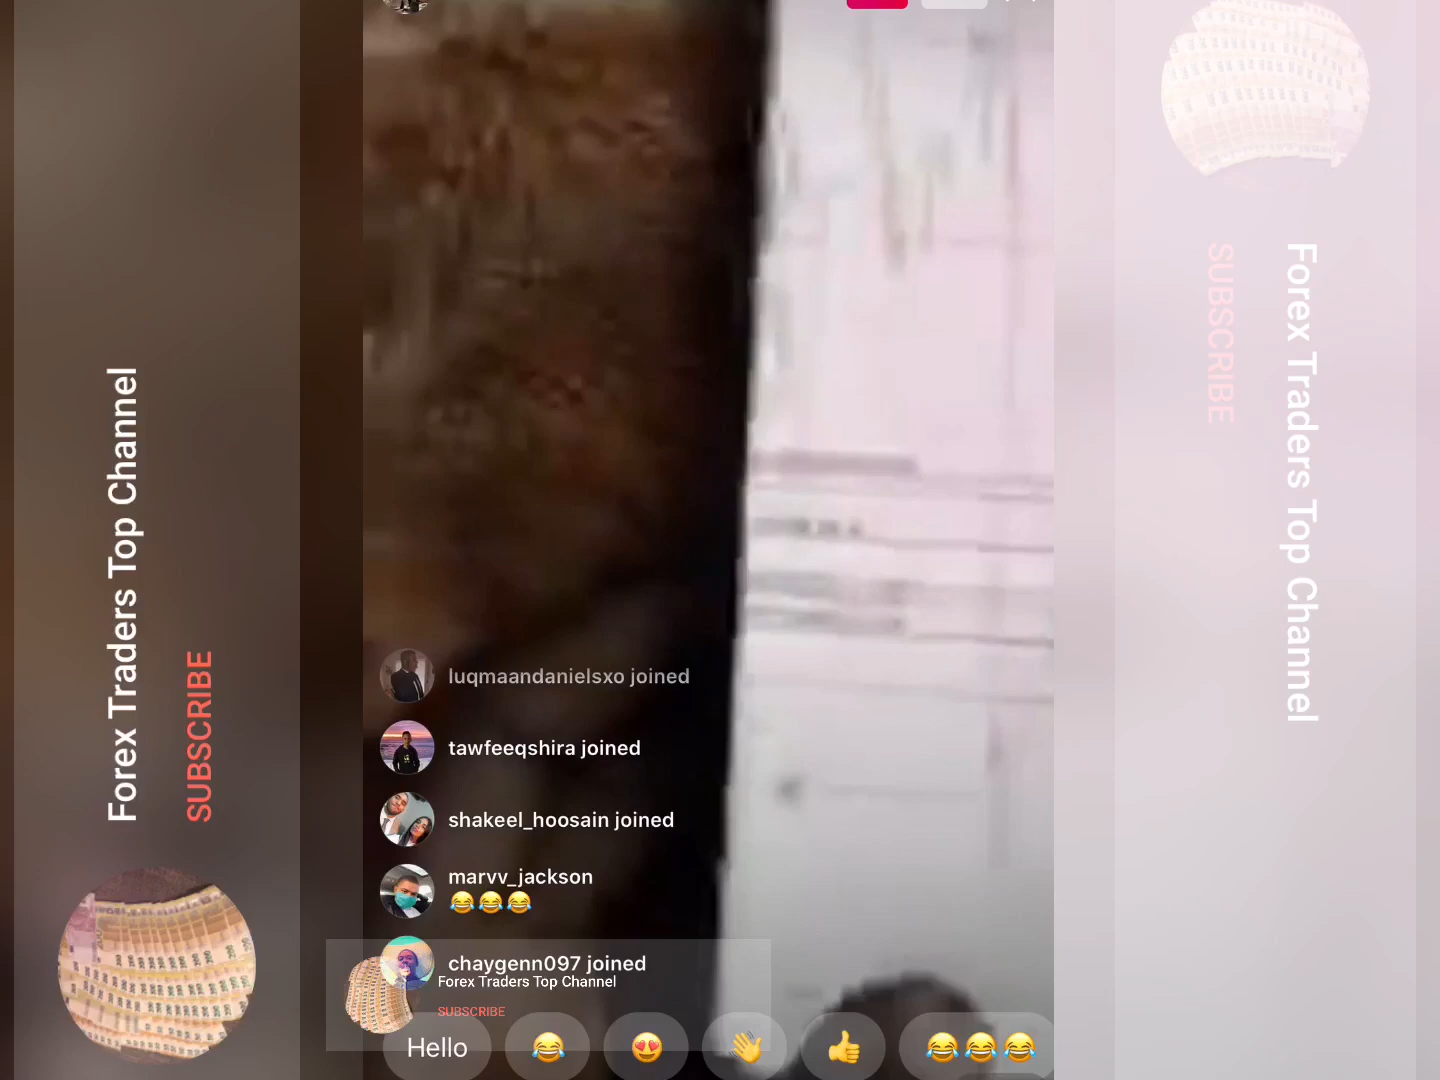 Forex Traders Top Channel
SUBSCRIBE
luqmaandanielsxo joined
tawfeeqshira joined
shakeel_hoosain joined
marvv_jackson
😂😂😂
chaygenn097 joined
Forex Traders Top Channel
SUBSCRIBE
Hello
😂 😍 👋 👍 😂😂😂
Forex Traders Top Channel
SUBSCRIBE